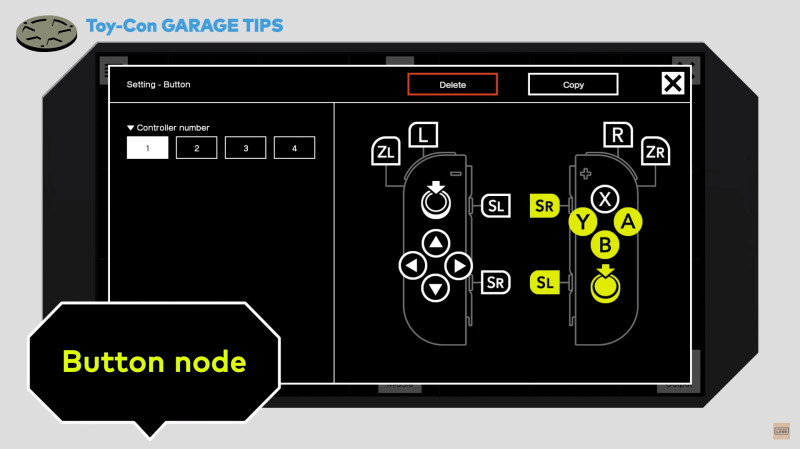 Toy-Con GARAGE TIPS
Setting - Button
Delete
Copy
▼ Controller number
1 2 3 4
L R
ZL ZR
X
SL SR Y A
B
SR SL
Button node